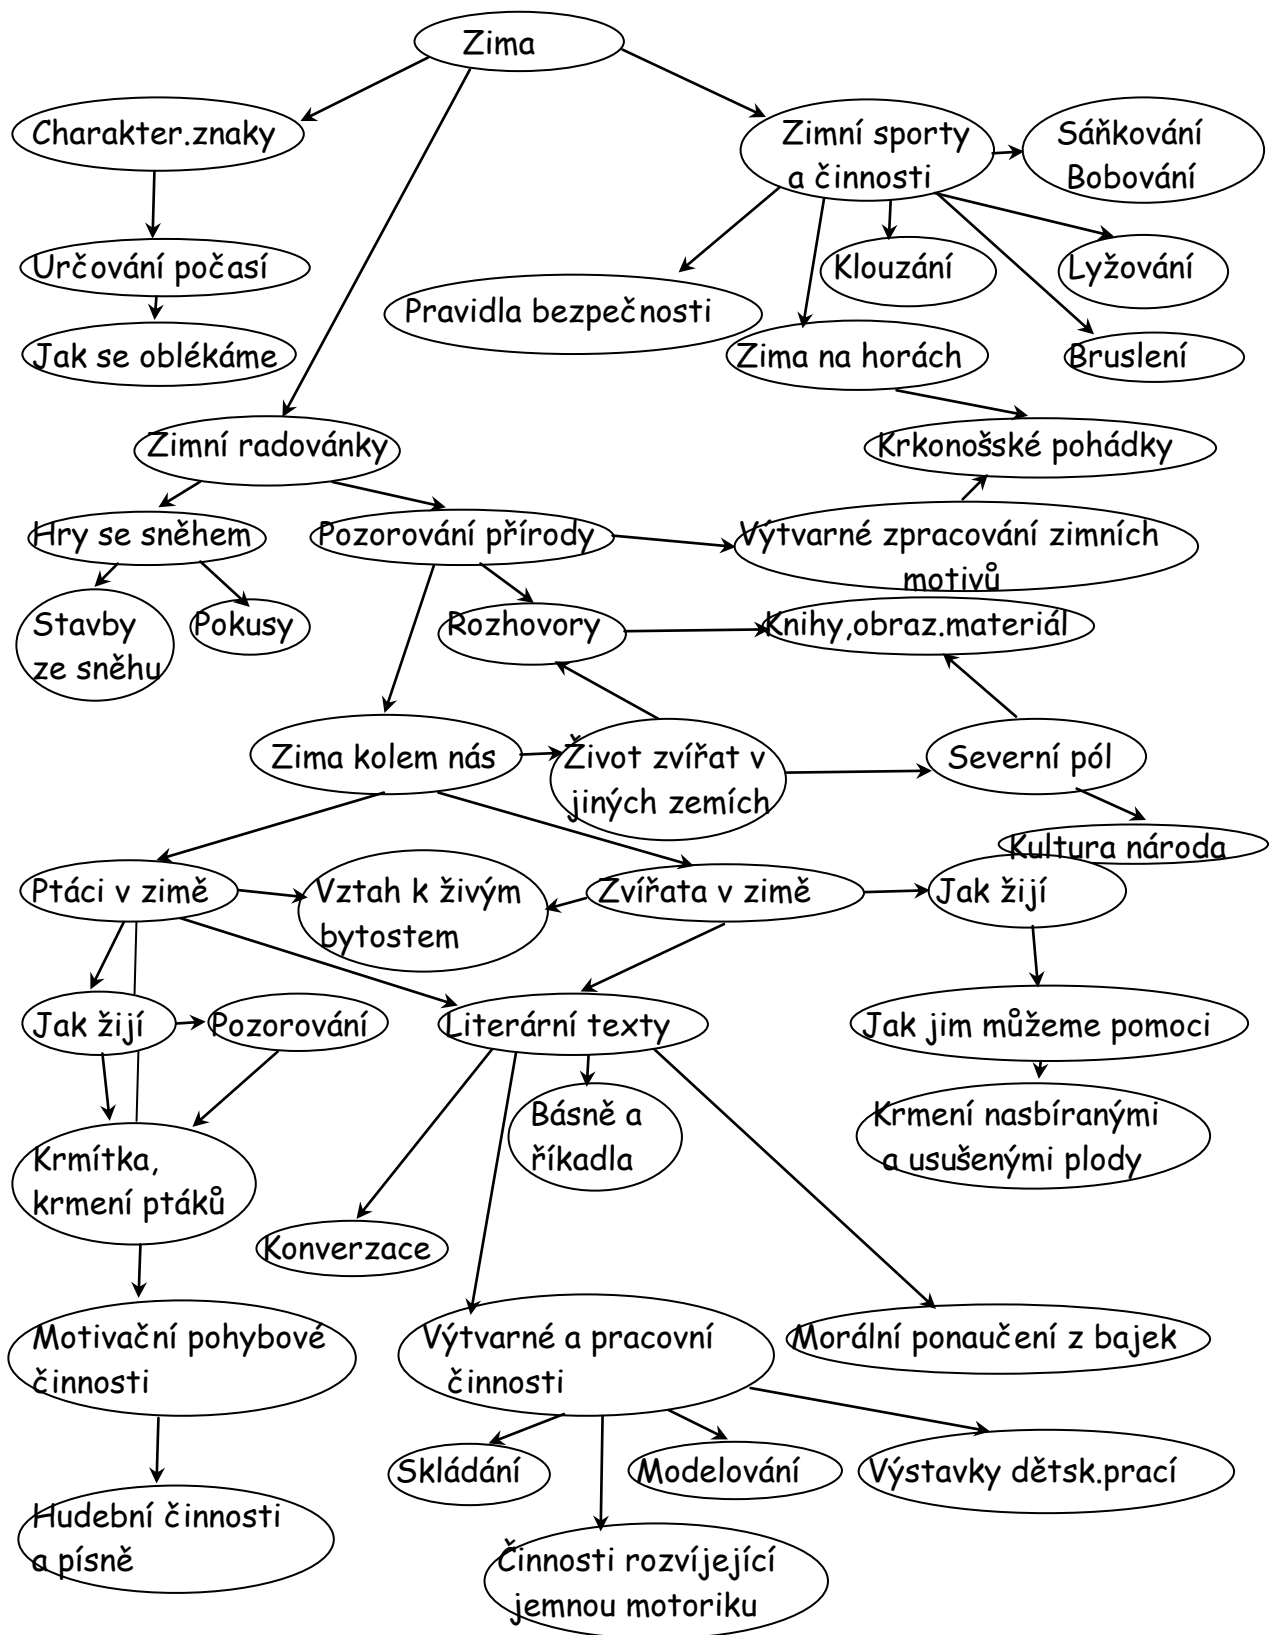 Zima
Charakter.znaky
Zimní sporty
a činnosti
Sáňkování
Bobování
Určování počasí
Klouzání
Lyžování
Pravidla bezpečnosti
Jak se oblékáme
Zima na horách
Bruslení
Zimní radovánky
Krkonošské pohádky
Hry se sněhem
Pozorování přírody
Výtvarné zpracování zimních
motivů
Stavby
ze sněhu
Pokusy
Rozhovory
Knihy,obraz.materiál
Zima kolem nás
Život zvířat v
jiných zemích
Severní pól
Kultura národa
Ptáci v zimě
Vztah k živým
bytostem
Zvířata v zimě
Jak žijí
Jak žijí
Pozorování
Literární texty
Jak jim můžeme pomoci
Básně a
říkadla
Krmení nasbíranými
a usušenými plody
Krmítka,
krmení ptáků
Konverzace
Motivační pohybové
činnosti
Výtvarné a pracovní
činnosti
Morální ponaučení z bajek
Skládání
Modelování
Výstavky dětsk.prací
Hudební činnosti
a písně
Činnosti rozvíjející
jemnou motoriku